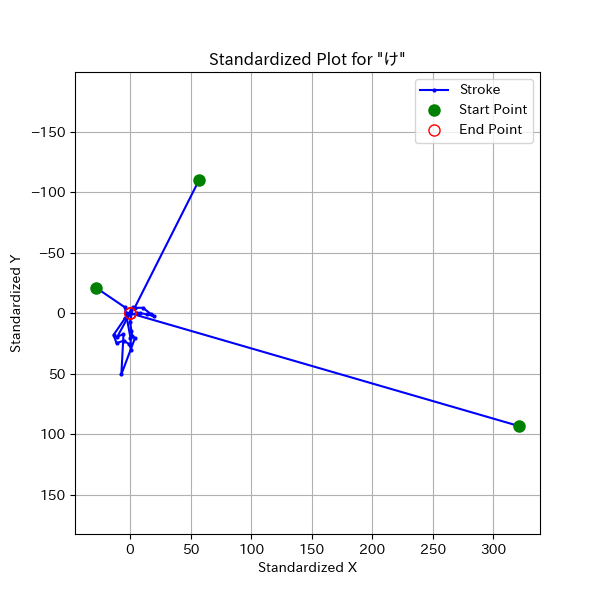 Standardized Plot for "け"
Stroke
Start Point
End Point
Standardized Y
−150
−100
−50
0
50
100
150
0 50 100 150 200 250 300
Standardized X